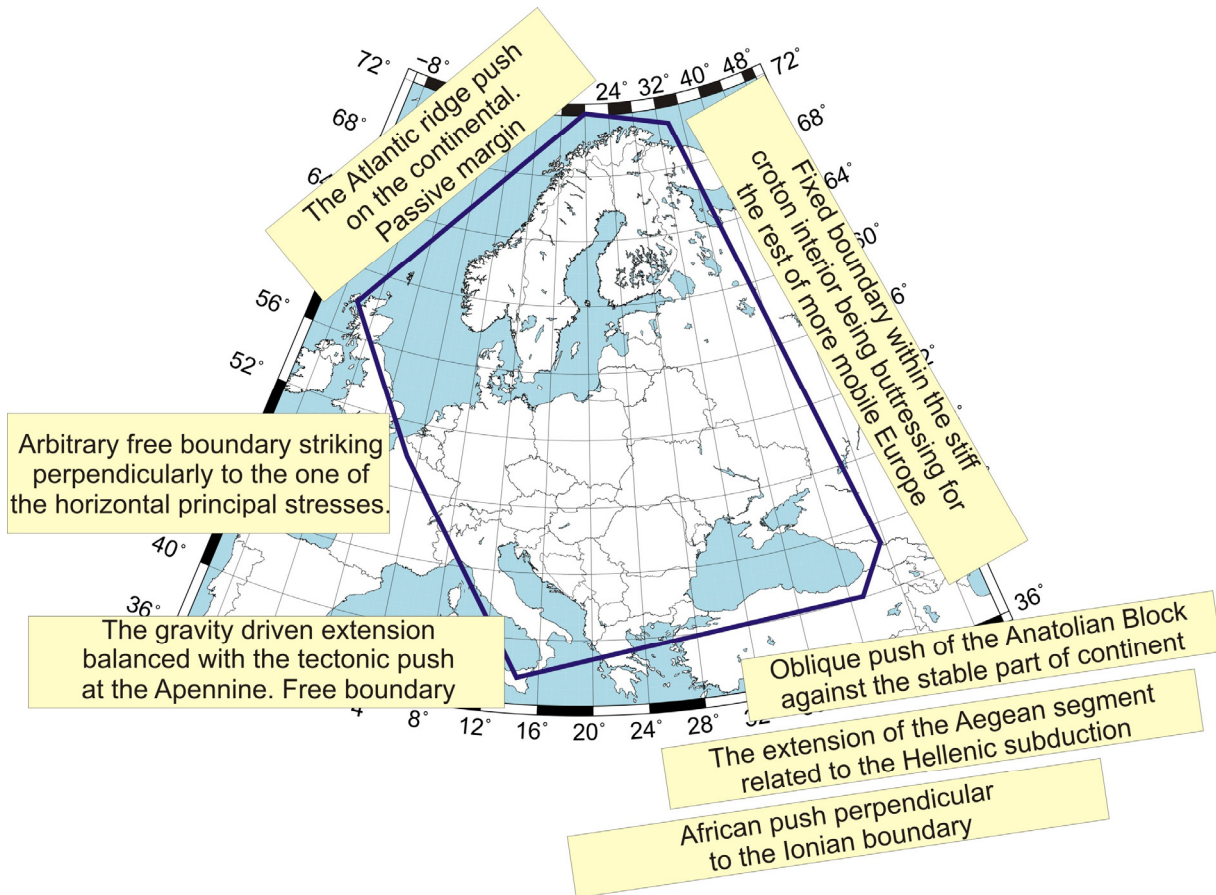 72°
−8°
68°
64
56°
52°
40°
36°
4
8°
12°
16°
20°
24°
28°
24°
32°
40°
48°
72°
68°
64°
60°
36°
The Atlantic ridge push
on the continental.
Passive margin
Fixed boundary within the stiff
croton interior being buttressing for
the rest of more mobile Europe
Arbitrary free boundary striking
perpendicularly to the one of
the horizontal principal stresses.
The gravity driven extension
balanced with the tectonic push
at the Apennine. Free boundary
Oblique push of the Anatolian Block
against the stable part of continent
The extension of the Aegean segment
related to the Hellenic subduction
African push perpendicular
to the Ionian boundary